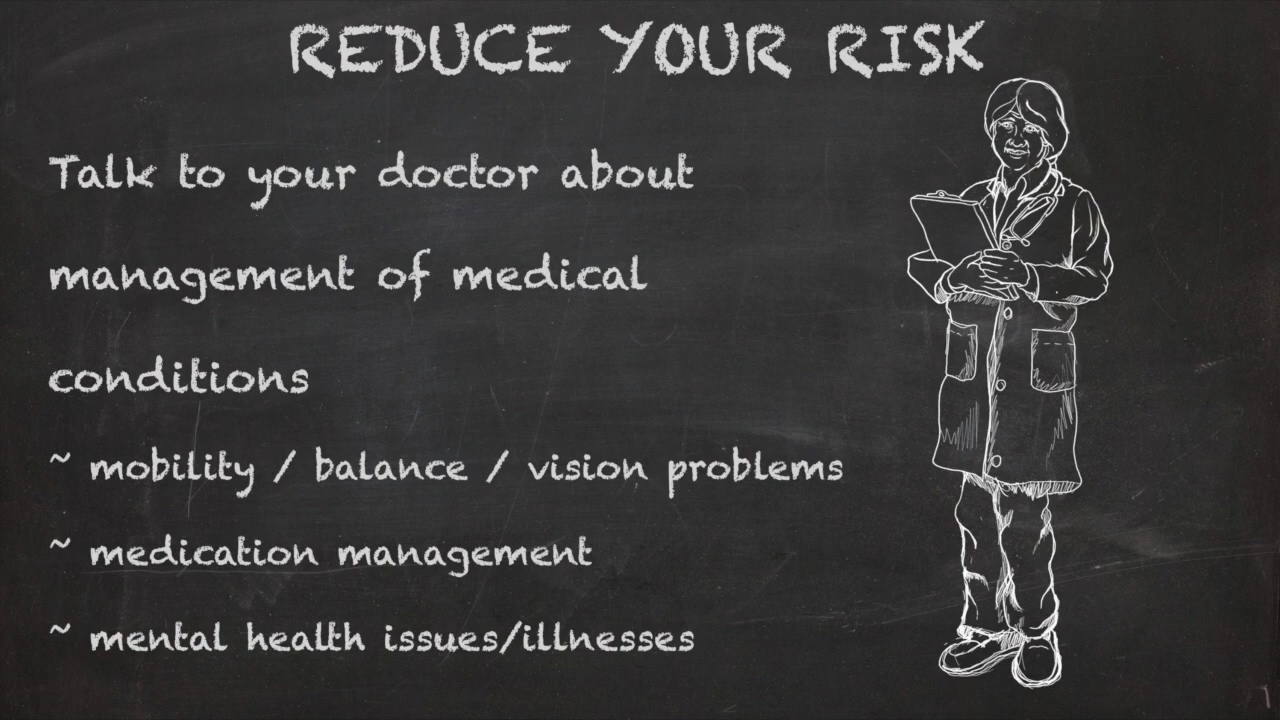 REDUCE YOUR RISK
Talk to your doctor about
management of medical
conditions
~ mobility / balance / vision problems
~ medication management
~ mental health issues/illnesses